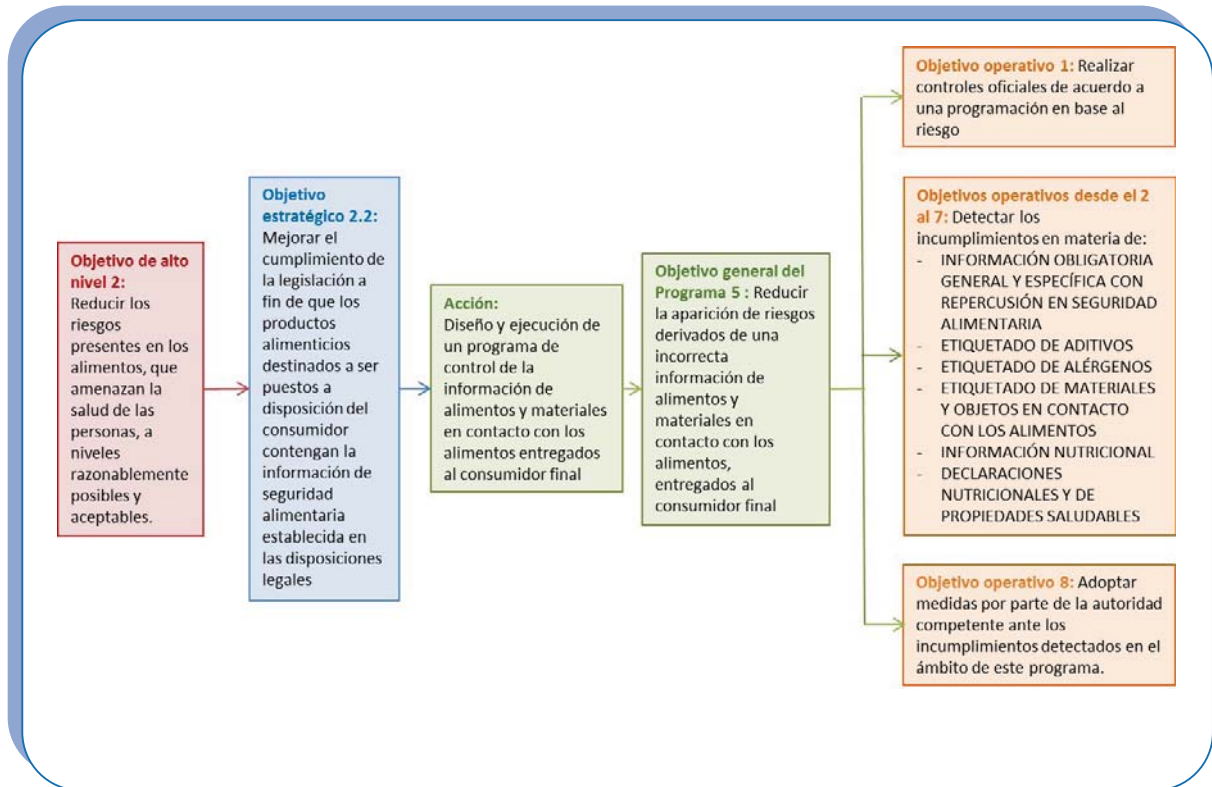 Objetivo de alto
nivel 2:
Reducir los
riesgos
presentes en los
alimentos, que
amenazan la
salud de las
personas, a
niveles
razonablemente
posibles y
aceptables.
Objetivo
estratégico 2.2:
Mejorar el
cumplimiento de
la legislación a
fin de que los
productos
alimenticios
destinados a ser
puestos a
disposición del
consumidor
contengan la
información de
seguridad
alimentaria
establecida en
las disposiciones
legales
Acción:
Diseño y ejecución de
un programa de
control de la
información de
alimentos y materiales
en contacto con los
alimentos entregados
al consumidor final
Objetivo general del
Programa 5 : Reducir
la aparición de riesgos
derivados de una
incorrecta
información de
alimentos y
materiales en
contacto con los
alimentos,
entregados al
consumidor final
Objetivo operativo 1: Realizar
controles oficiales de acuerdo a
una programación en base al
riesgo
Objetivos operativos desde el 2
al 7: Detectar los
incumplimientos en materia de:
- INFORMACIÓN OBLIGATORIA
GENERAL Y ESPECÍFICA CON
REPERCUSIÓN EN SEGURIDAD
ALIMENTARIA
- ETIQUETADO DE ADITIVOS
- ETIQUETADO DE ALÉRGENOS
- ETIQUETADO DE MATERIALES
Y OBJETOS EN CONTACTO
CON LOS ALIMENTOS
- INFORMACIÓN NUTRICIONAL
- DECLARACIONES
NUTRICIONALES Y DE
PROPIEDADES SALUDABLES
Objetivo operativo 8: Adoptar
medidas por parte de la autoridad
competente ante los
incumplimientos detectados en el
ámbito de este programa.